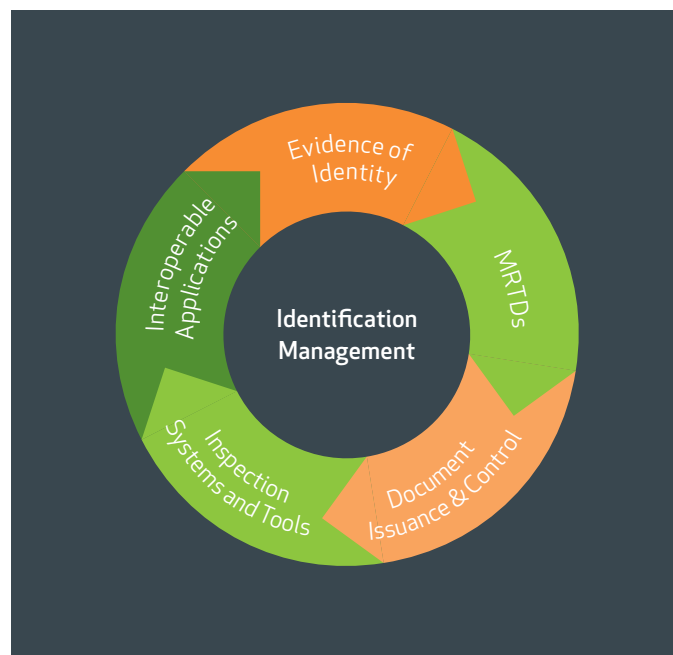 Evidence of
Identity
MRTDs
Document
Issuance & Control
Inspection
Systems and Tools
Interoperable
Applications
Identification
Management